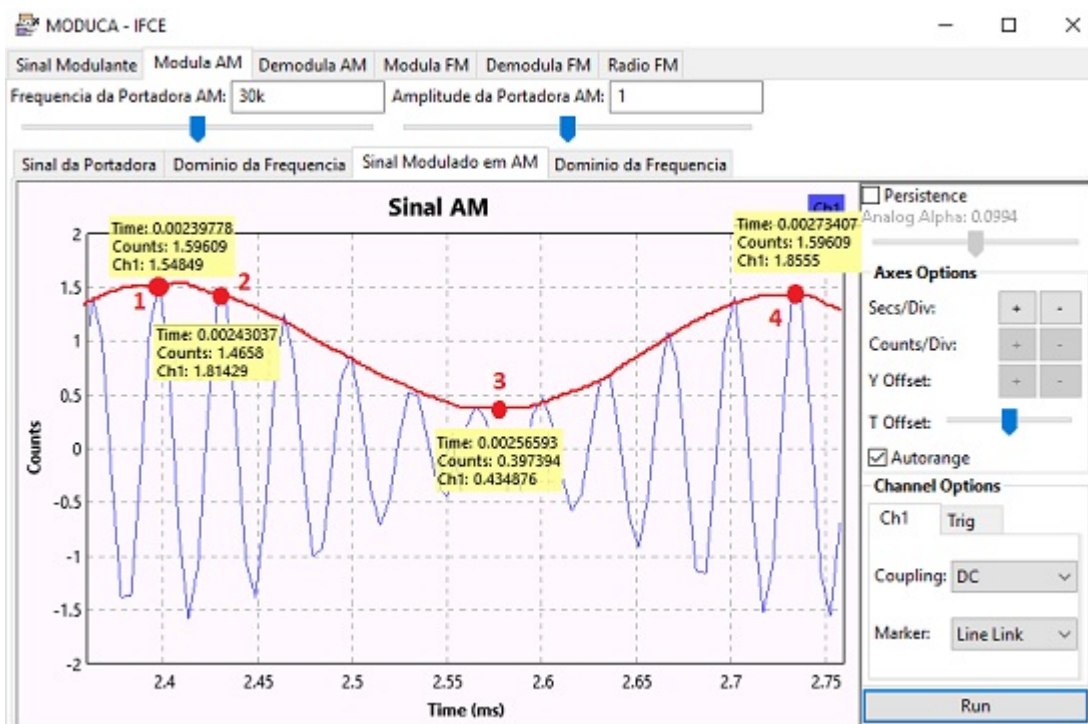 MODUCA - IFCE
Sinal Modulante Modula AM Demodula AM Modula FM Demodula FM Radio FM
Frequencia da Portadora AM: 30k Amplitude da Portadora AM: 1
Sinal da Portadora Dominio da Frequencia Sinal Modulado em AM Dominio da Frequencia
Sinal AM
Ch1
Time: 0.00239778
Counts: 1.59609
Ch1: 1.54849
Time: 0.00273407
Counts: 1.59609
Ch1: 1.8555
1
2
Time: 0.00243037
Counts: 1.4658
Ch1: 1.81429
3
Time: 0.00256593
Counts: 0.397394
Ch1: 0.434876
4
Counts
2
1.5
1
0.5
0
-0.5
-1
-1.5
-2
2.4 2.45 2.5 2.55 2.6 2.65 2.7 2.75
Time (ms)
Persistence
Analog Alpha: 0.0994
Axes Options
Secs/Div: + -
Counts/Div: + -
Y Offset: + -
T Offset:
Autorange
Channel Options
Ch1 Trig
Coupling: DC
Marker: Line Link
Run